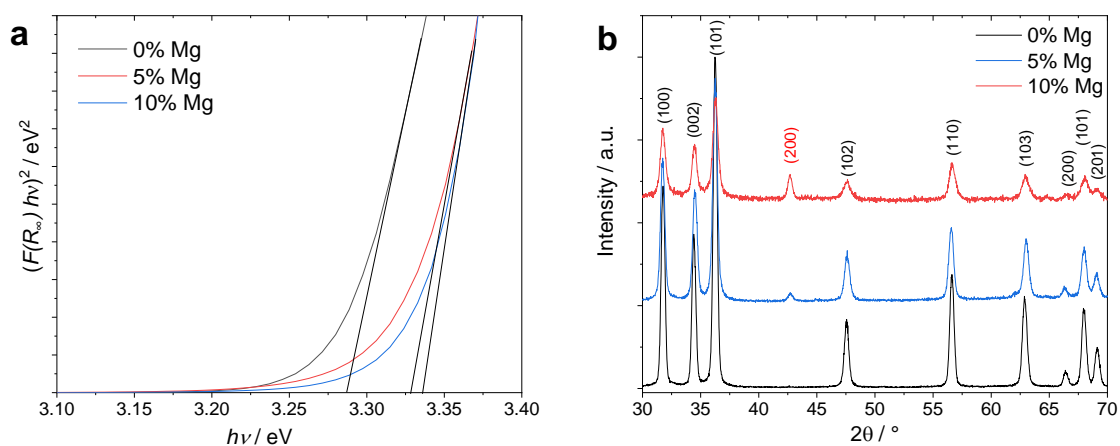 a
0% Mg
5% Mg
10% Mg
(F(R∞) hν)² / eV²
3.10 3.15 3.20 3.25 3.30 3.35 3.40
hν / eV
b
0% Mg
5% Mg
10% Mg
(100)
(002)
(101)
(200)
(102)
(110)
(103)
(200)
(101)
(201)
Intensity / a.u.
30 35 40 45 50 55 60 65 70
2θ / °